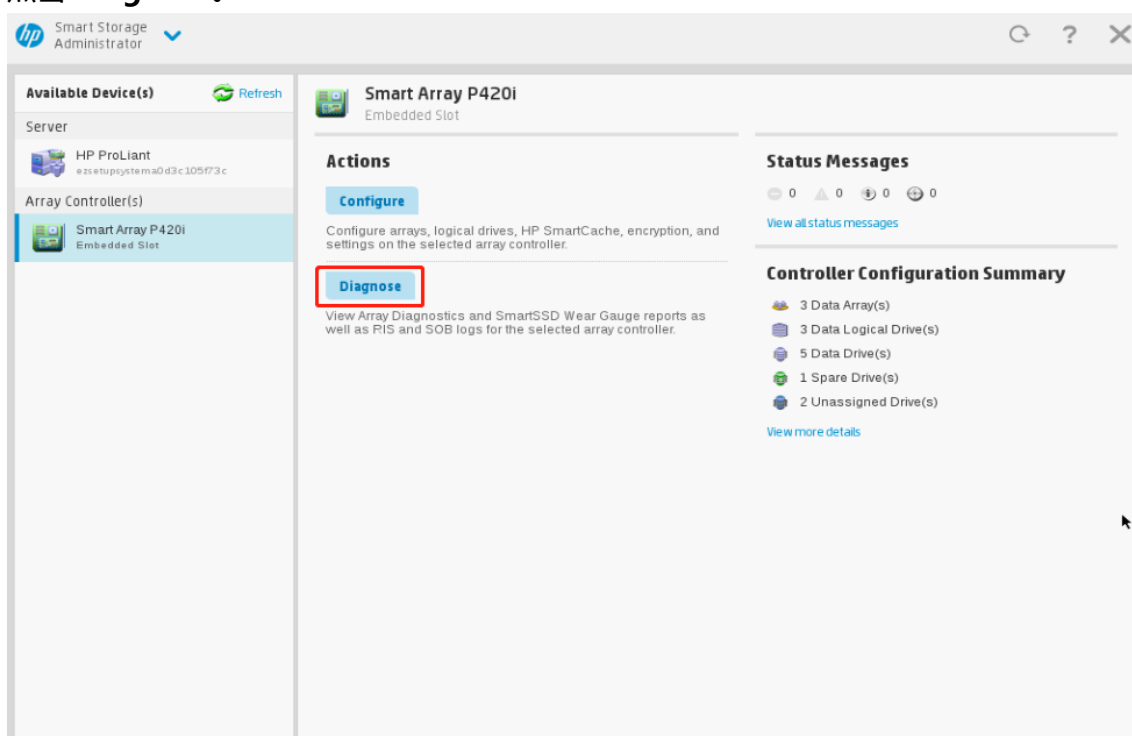 hp Smart Storage
Administrator
?
Available Device(s) Refresh
Server
HP ProLiant
ezsetupsystema0d3c105f73c
Array Controller(s)
Smart Array P420i
Embedded Slot
Smart Array P420i
Embedded Slot
Actions
Configure
Configure arrays, logical drives, HP SmartCache, encryption, and
settings on the selected array controller.
Diagnose
View Array Diagnostics and SmartSSD Wear Gauge reports as
well as RIS and SOB logs for the selected array controller.
Status Messages
0 0 0 0
View all status messages
Controller Configuration Summary
3 Data Array(s)
3 Data Logical Drive(s)
5 Data Drive(s)
1 Spare Drive(s)
2 Unassigned Drive(s)
View more details